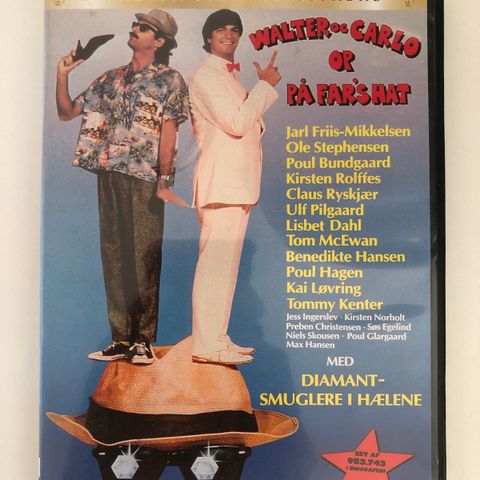 WALTER OG CARLO
OP
PÅ FAR'S HAT
Jarl Friis-Mikkelsen
Ole Stephensen
Poul Bundgaard
Kirsten Rolffes
Claus Ryskjær
Ulf Pilgaard
Lisbet Dahl
Tom McEwan
Benedikte Hansen
Poul Hagen
Kai Løvring
Tommy Kenter
Jess Ingerslev · Kirsten Norholt
Preben Christensen · Søs Egelind
Niels Skousen · Poul Glargaard
Max Hansen
MED
DIAMANT-
SMUGLERE I HÆLENE
SET AF
953.743
I BIOGRAFEN!